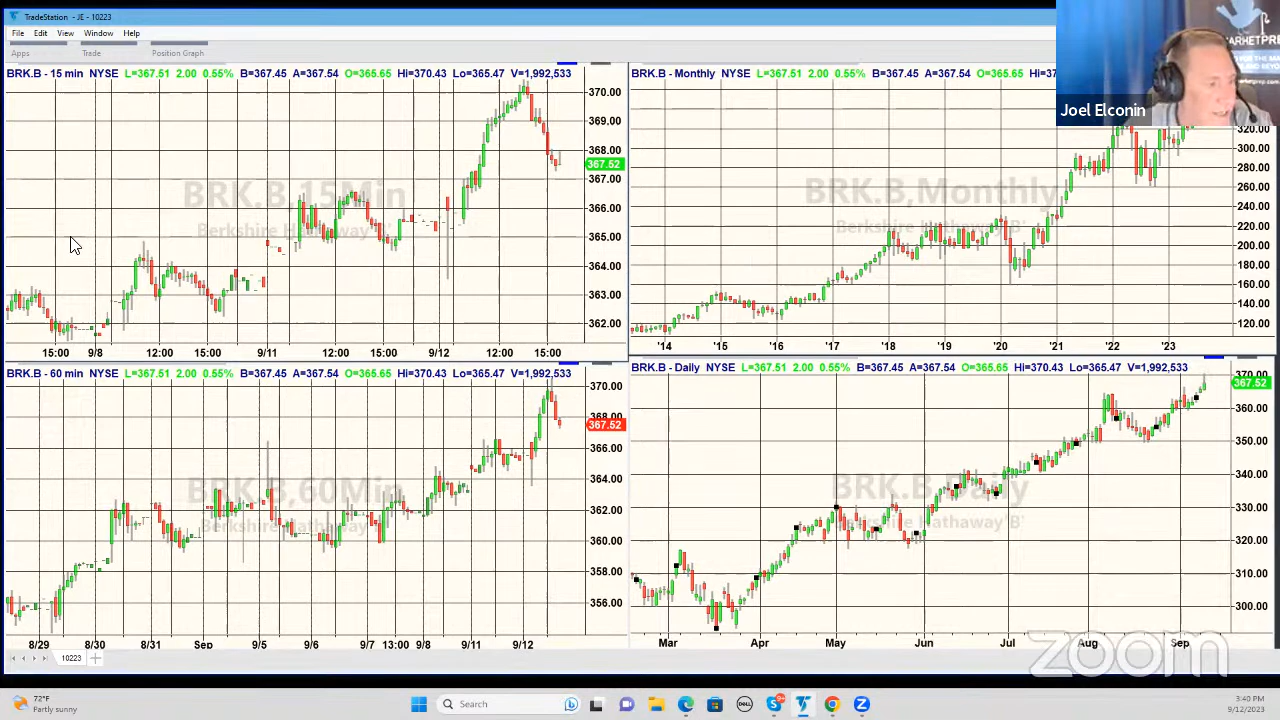 TradeStation - JE - 10223
File Edit View Window Help
Apps Trade Position Graph
BRK.B - 15 min NYSE L=367.51 2.00 0.55% B=367.45 A=367.54 O=365.65 Hi=370.43 Lo=365.47 V=1,992,533
370.00
369.00
368.00
367.52
367.00
366.00
365.00
364.00
363.00
362.00
BRK.B,15Min
Berkshire Hathaway'B'
15:00 9/8 12:00 15:00 9/11 12:00 15:00 9/12 12:00 15:00
BRK.B - Monthly NYSE L=367.51 2.00 0.55% B=367.45 A=367.54 O=365.65 Hi=37
Joel Elconin
320.00
300.00
280.00
260.00
240.00
220.00
200.00
180.00
160.00
140.00
120.00
BRK.B,Monthly
Berkshire Hathaway'B'
'14 '15 '16 '17 '18 '19 '20 '21 '22 '23
BRK.B - 60 min NYSE L=367.51 2.00 0.55% B=367.45 A=367.54 O=365.65 Hi=370.43 Lo=365.47 V=1,992,533
370.00
368.00
367.52
366.00
364.00
362.00
360.00
358.00
356.00
BRK.B,60Min
Berkshire Hathaway'B'
8/29 8/30 8/31 Sep 9/5 9/6 9/7 13:00 9/8 9/11 9/12
BRK.B - Daily NYSE L=367.51 2.00 0.55% B=367.45 A=367.54 O=365.65 Hi=370.43 Lo=365.47 V=1,992,533
370.00
367.52
360.00
350.00
340.00
330.00
320.00
310.00
300.00
BRK.B,Daily
Berkshire Hathaway'B'
Mar Apr May Jun Jul Aug Sep
10223
zoom
72°F
Partly sunny
Search
DELL
3:40 PM
9/12/2023